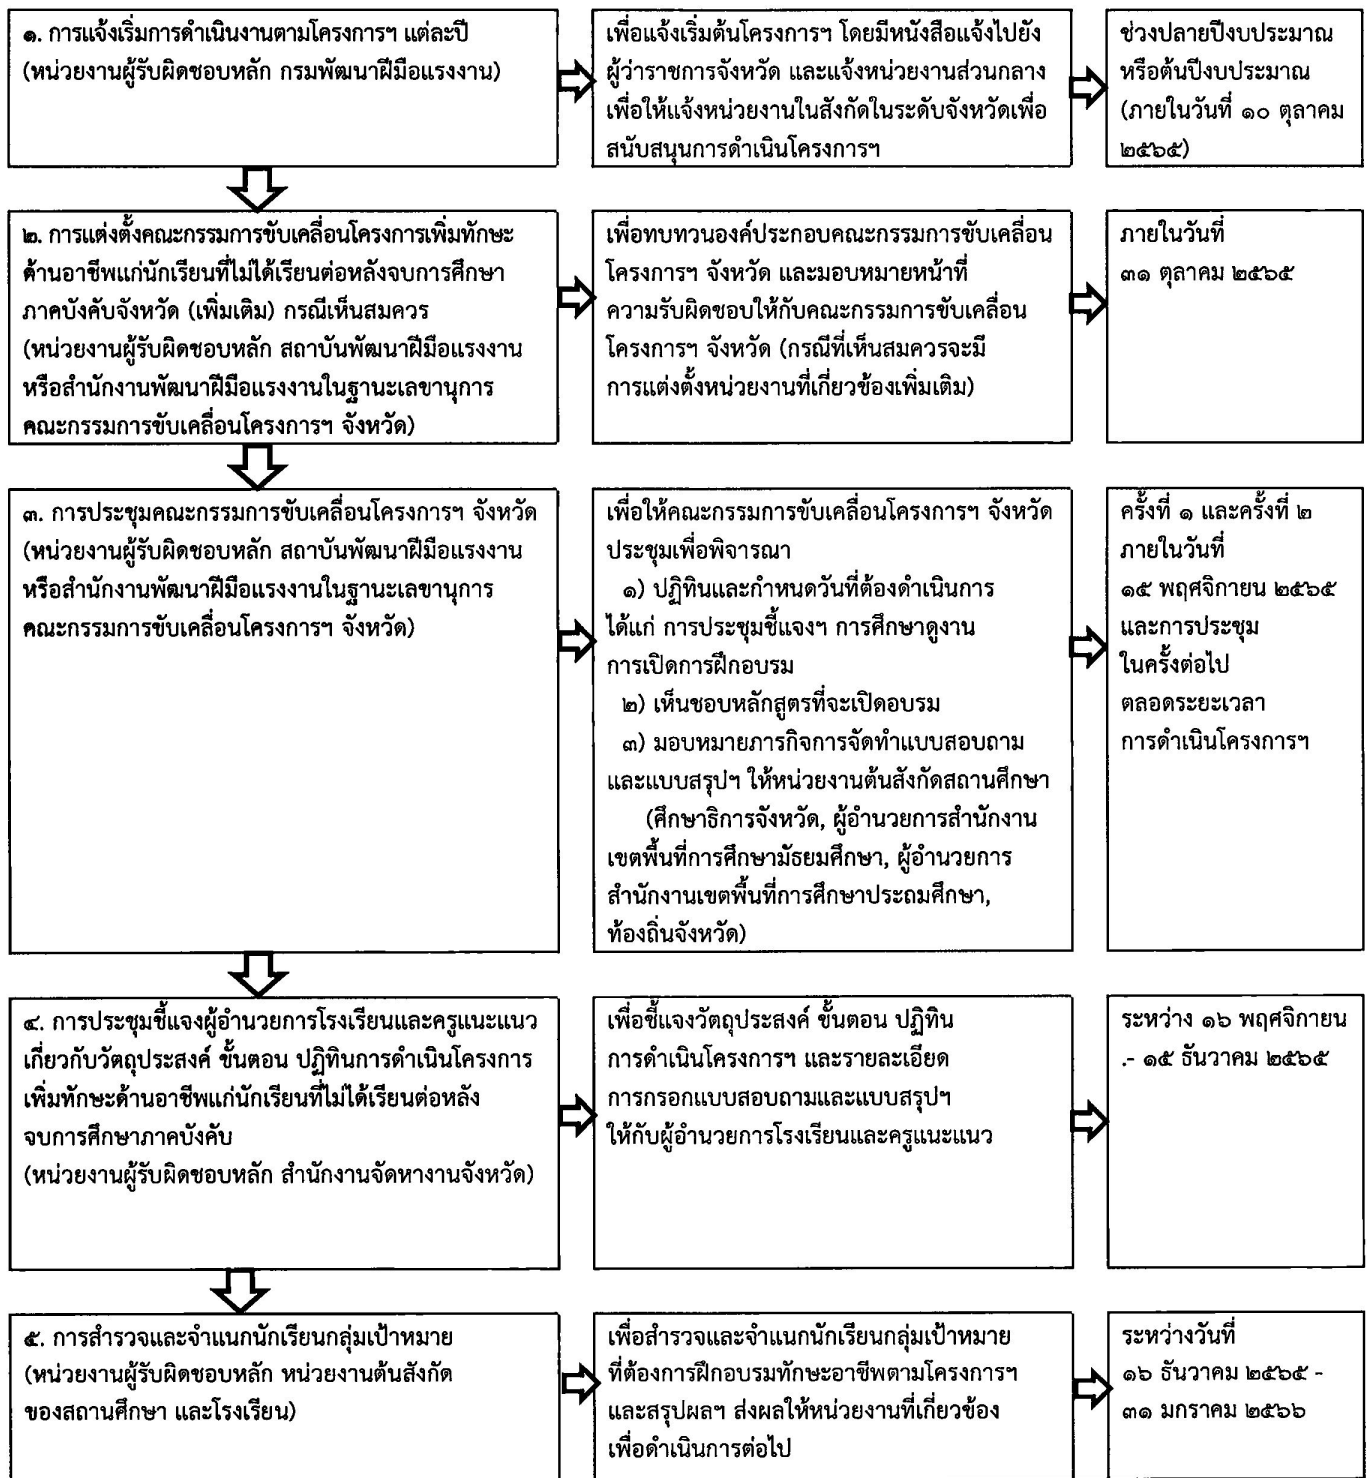 ๑. การแจ้งเริ่มการดำเนินงานตามโครงการฯ แต่ละปี
(หน่วยงานผู้รับผิดชอบหลัก กรมพัฒนาฝีมือแรงงาน)
เพื่อแจ้งเริ่มต้นโครงการฯ โดยมีหนังสือแจ้งไปยัง
ผู้ว่าราชการจังหวัด และแจ้งหน่วยงานส่วนกลาง
เพื่อให้แจ้งหน่วยงานในสังกัดในระดับจังหวัดเพื่อ
สนับสนุนการดำเนินโครงการฯ
ช่วงปลายปีงบประมาณ
หรือต้นปีงบประมาณ
(ภายในวันที่ ๑๐ ตุลาคม
๒๕๖๕)
๒. การแต่งตั้งคณะกรรมการขับเคลื่อนโครงการเพิ่มทักษะ
ด้านอาชีพแก่นักเรียนที่ไม่ได้เรียนต่อหลังจบการศึกษา
ภาคบังคับจังหวัด (เพิ่มเติม) กรณีเห็นสมควร
(หน่วยงานผู้รับผิดชอบหลัก สถาบันพัฒนาฝีมือแรงงาน
หรือสำนักงานพัฒนาฝีมือแรงงานในฐานะเลขานุการ
คณะกรรมการขับเคลื่อนโครงการฯ จังหวัด)
เพื่อทบทวนองค์ประกอบคณะกรรมการขับเคลื่อน
โครงการฯ จังหวัด และมอบหมายหน้าที่
ความรับผิดชอบให้กับคณะกรรมการขับเคลื่อน
โครงการฯ จังหวัด (กรณีที่เห็นสมควรจะมี
การแต่งตั้งหน่วยงานที่เกี่ยวข้องเพิ่มเติม)
ภายในวันที่
๓๑ ตุลาคม ๒๕๖๕
๓. การประชุมคณะกรรมการขับเคลื่อนโครงการฯ จังหวัด
(หน่วยงานผู้รับผิดชอบหลัก สถาบันพัฒนาฝีมือแรงงาน
หรือสำนักงานพัฒนาฝีมือแรงงานในฐานะเลขานุการ
คณะกรรมการขับเคลื่อนโครงการฯ จังหวัด)
เพื่อให้คณะกรรมการขับเคลื่อนโครงการฯ จังหวัด
ประชุมเพื่อพิจารณา
๑) ปฏิทินและกำหนดวันที่ต้องดำเนินการ
ได้แก่ การประชุมชี้แจงฯ การศึกษาดูงาน
การเปิดการฝึกอบรม
๒) เห็นชอบหลักสูตรที่จะเปิดอบรม
๓) มอบหมายภารกิจการจัดทำแบบสอบถาม
และแบบสรุปฯ ให้หน่วยงานต้นสังกัดสถานศึกษา
(ศึกษาธิการจังหวัด, ผู้อำนวยการสำนักงาน
เขตพื้นที่การศึกษามัธยมศึกษา, ผู้อำนวยการ
สำนักงานเขตพื้นที่การศึกษาประถมศึกษา,
ท้องถิ่นจังหวัด)
ครั้งที่ ๑ และครั้งที่ ๒
ภายในวันที่
๑๕ พฤศจิกายน ๒๕๖๕
และการประชุม
ในครั้งต่อไป
ตลอดระยะเวลา
การดำเนินโครงการฯ
๔. การประชุมชี้แจงผู้อำนวยการโรงเรียนและครูแนะแนว
เกี่ยวกับวัตถุประสงค์ ขั้นตอน ปฏิทินการดำเนินโครงการ
เพิ่มทักษะด้านอาชีพแก่นักเรียนที่ไม่ได้เรียนต่อหลัง
จบการศึกษาภาคบังคับ
(หน่วยงานผู้รับผิดชอบหลัก สำนักงานจัดหางานจังหวัด)
เพื่อชี้แจงวัตถุประสงค์ ขั้นตอน ปฏิทิน
การดำเนินโครงการฯ และรายละเอียด
การกรอกแบบสอบถามและแบบสรุปฯ
ให้กับผู้อำนวยการโรงเรียนและครูแนะแนว
ระหว่าง ๑๖ พฤศจิกายน
.- ๑๕ ธันวาคม ๒๕๖๕
๕. การสำรวจและจำแนกนักเรียนกลุ่มเป้าหมาย
(หน่วยงานผู้รับผิดชอบหลัก หน่วยงานต้นสังกัด
ของสถานศึกษา และโรงเรียน)
เพื่อสำรวจและจำแนกนักเรียนกลุ่มเป้าหมาย
ที่ต้องการฝึกอบรมทักษะอาชีพตามโครงการฯ
และสรุปผลฯ ส่งผลให้หน่วยงานที่เกี่ยวข้อง
เพื่อดำเนินการต่อไป
ระหว่างวันที่
๑๖ ธันวาคม ๒๕๖๕ -
๓๑ มกราคม ๒๕๖๖